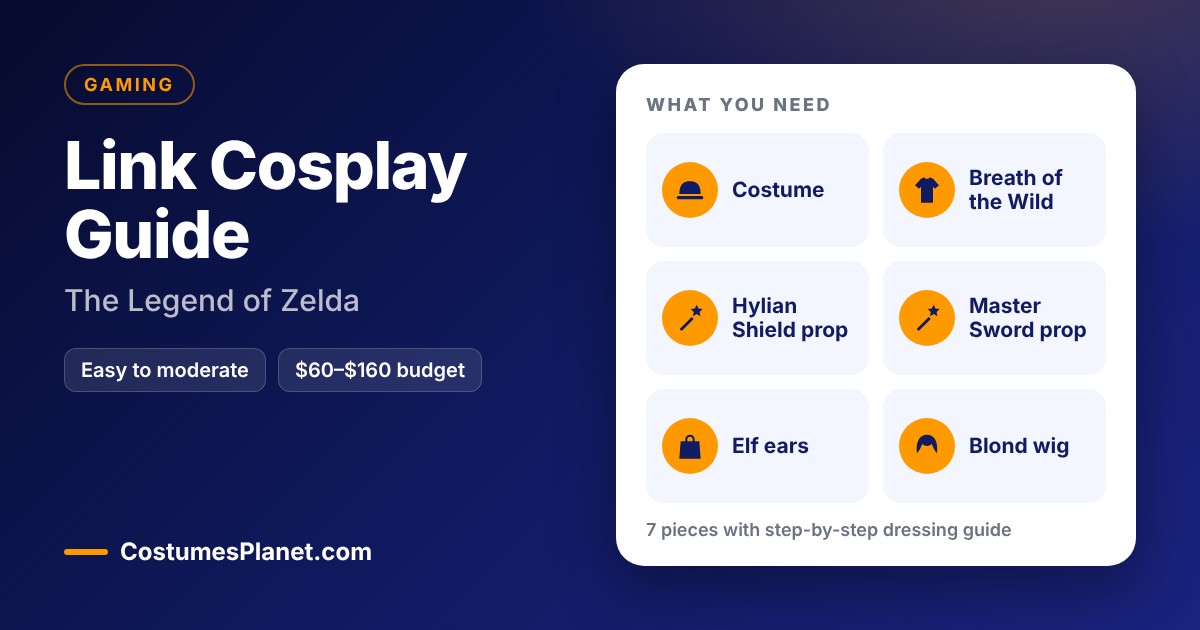 GAMING
Link Cosplay
Guide
The Legend of Zelda
Easy to moderate
$60–$160 budget
CostumesPlanet.com
WHAT YOU NEED
Costume
Breath of
the Wild
Hylian
Shield prop
Master
Sword prop
Elf ears
Blond wig
7 pieces with step-by-step dressing guide